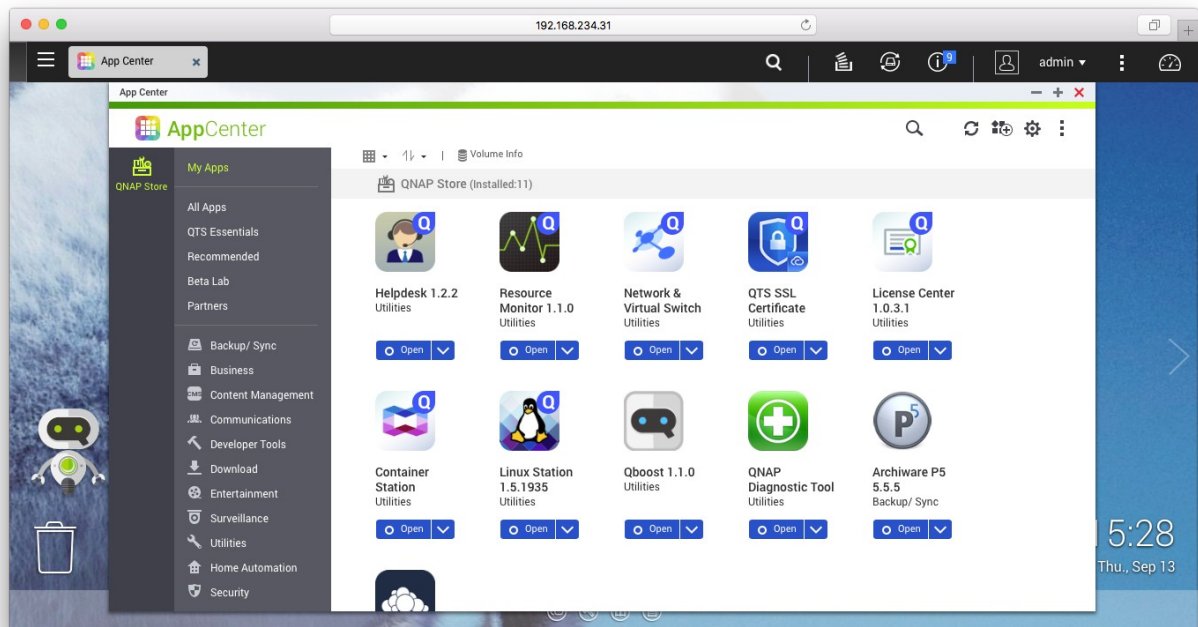 192.168.234.31
App Center
9
admin
App Center
AppCenter
QNAP Store
My Apps
All Apps
QTS Essentials
Recommended
Beta Lab
Partners
Backup/ Sync
Business
CMS Content Management
Communications
Developer Tools
Download
Entertainment
Surveillance
Utilities
Home Automation
Security
Volume Info
QNAP Store (Installed:11)
Q
Helpdesk 1.2.2
Utilities
Open
Q
Resource
Monitor 1.1.0
Utilities
Open
Q
Network &
Virtual Switch
Utilities
Open
Q
QTS SSL
Certificate
Utilities
Open
Q
License Center
1.0.3.1
Utilities
Open
Q
Container
Station
Utilities
Open
Q
Linux Station
1.5.1935
Utilities
Open
Qboost 1.1.0
Utilities
Open
QNAP
Diagnostic Tool
Utilities
Open
P5
Archiware P5
5.5.5
Backup/ Sync
Open
5:28
Thu., Sep 13